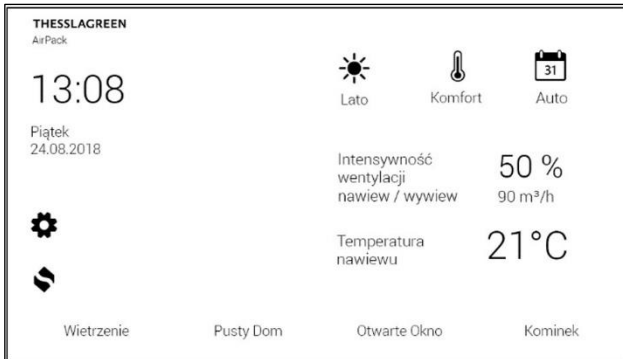 THESSLAGREEN
AirPack
13:08
Piątek
24.08.2018
Lato
Komfort
31
Auto
Intensywność
wentylacji
nawiew / wywiew
50 %
90 m³/h
Temperatura
nawiewu
21°C
Wietrzenie
Pusty Dom
Otwarte Okno
Kominek